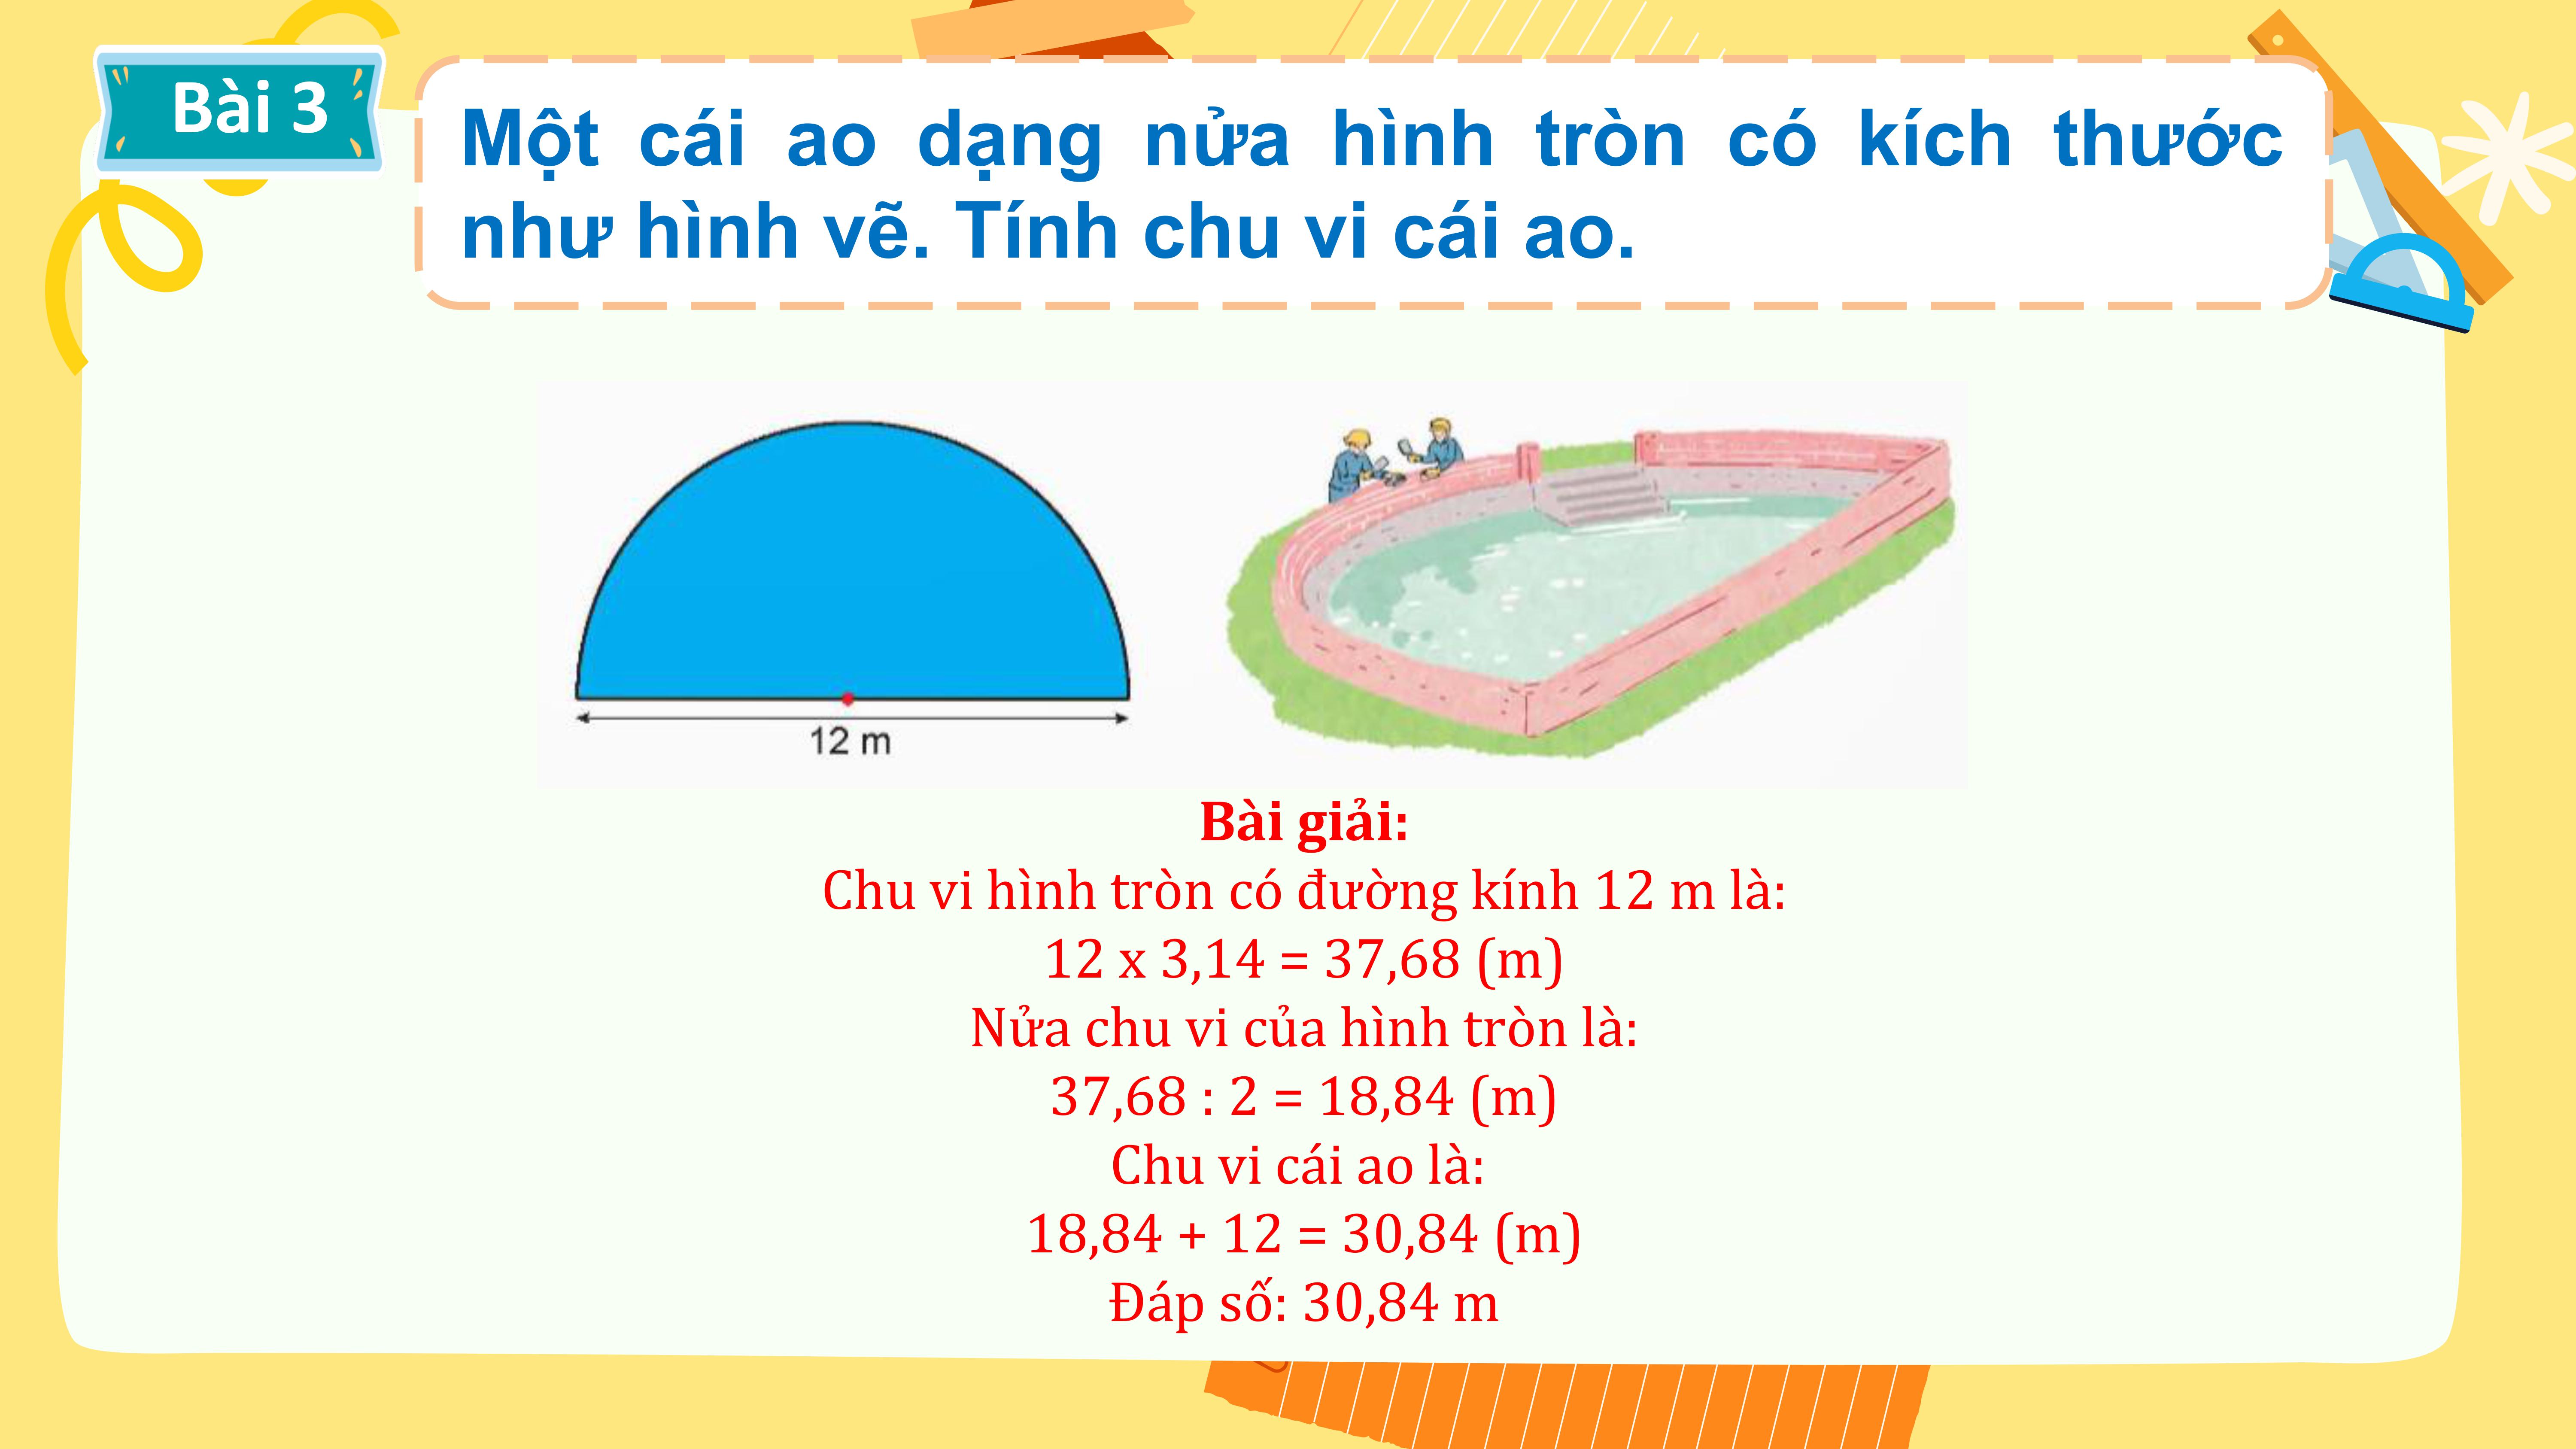 Bài 3
Một cái ao dạng nửa hình tròn có kích thước
như hình vẽ. Tính chu vi cái ao.
12 m
Bài giải:
Chu vi hình tròn có đường kính 12 m là:
12 x 3,14 = 37,68 (m)
Nửa chu vi của hình tròn là:
37,68 : 2 = 18,84 (m)
Chu vi cái ao là:
18,84 + 12 = 30,84 (m)
Đáp số: 30,84 m